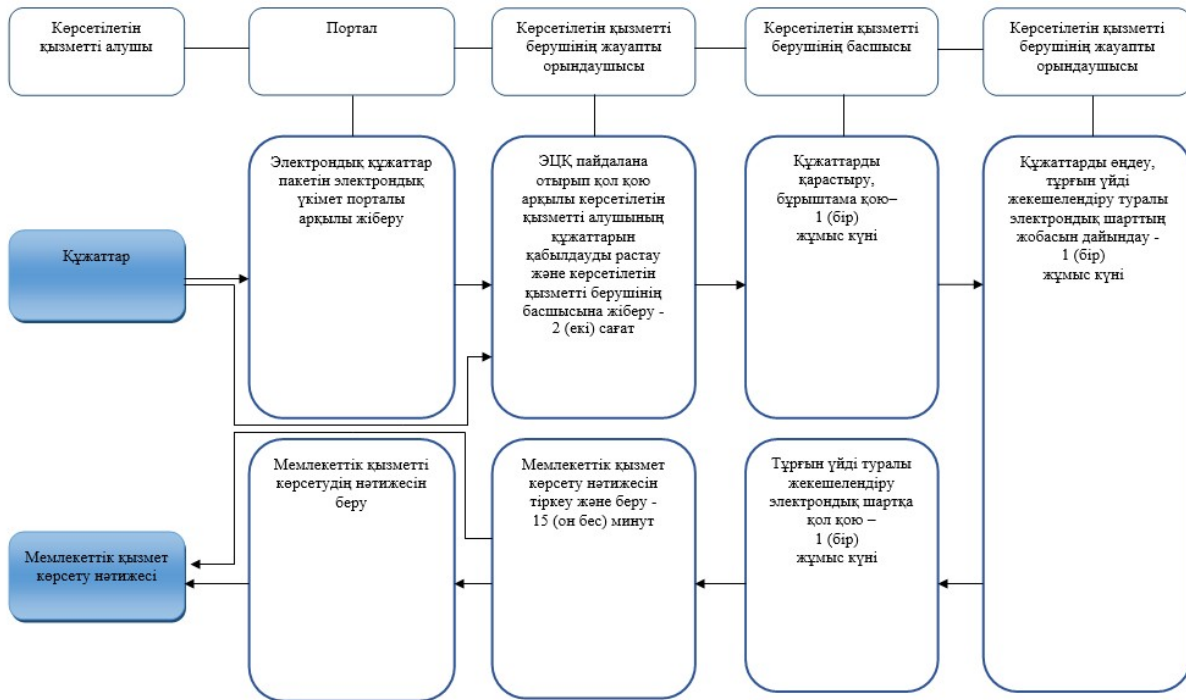 Көрсетілетін
қызметті алушы
Портал
Көрсетілетін қызметті
берушінің жауапты
орындаушысы
Көрсетілетін қызметті
берушінің басшысы
Көрсетілетін қызметті
берушінің жауапты
орындаушысы
Құжаттар
Электрондық құжаттар
пакетін электрондық
үкімет порталы
арқылы жіберу
ЭЦҚ пайдалана
отырып қол қою
арқылы көрсетілетін
қызметті алушының
құжаттарын
қабылдауды растау
және көрсетілетін
қызметті берушінің
басшысына жіберу -
2 (екі) сағат
Құжаттарды
қарастыру,
бұрыштама қою–
1 (бір)
жұмыс күні
Құжаттарды өңдеу,
тұрғын үйді
жекешелендіру туралы
электрондық шарттың
жобасын дайындау -
1 (бір)
жұмыс күні
Мемлекеттік қызмет
көрсету нәтижесі
Мемлекеттік қызметті
көрсетудің нәтижесін
беру
Мемлекеттік қызмет
көрсету нәтижесін
тіркеу және беру -
15 (он бес) минут
Тұрғын үйді туралы
жекешелендіру
электрондық шартқа
қол қою –
1 (бір)
жұмыс күні